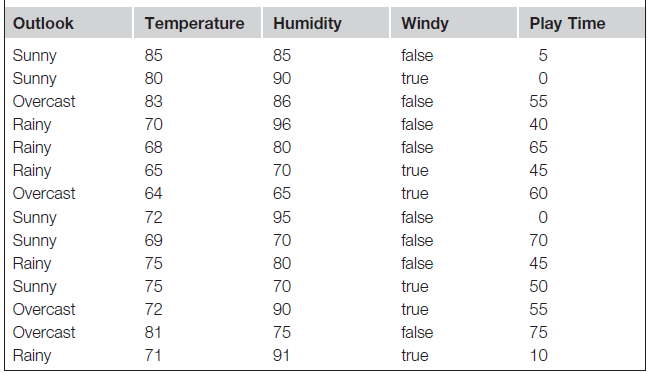 Outlook Temperature Humidity Windy Play Time
Sunny 85 85 false 5
Sunny 80 90 true 0
Overcast 83 86 false 55
Rainy 70 96 false 40
Rainy 68 80 false 65
Rainy 65 70 true 45
Overcast 64 65 true 60
Sunny 72 95 false 0
Sunny 69 70 false 70
Rainy 75 80 false 45
Sunny 75 70 true 50
Overcast 72 90 true 55
Overcast 81 75 false 75
Rainy 71 91 true 10